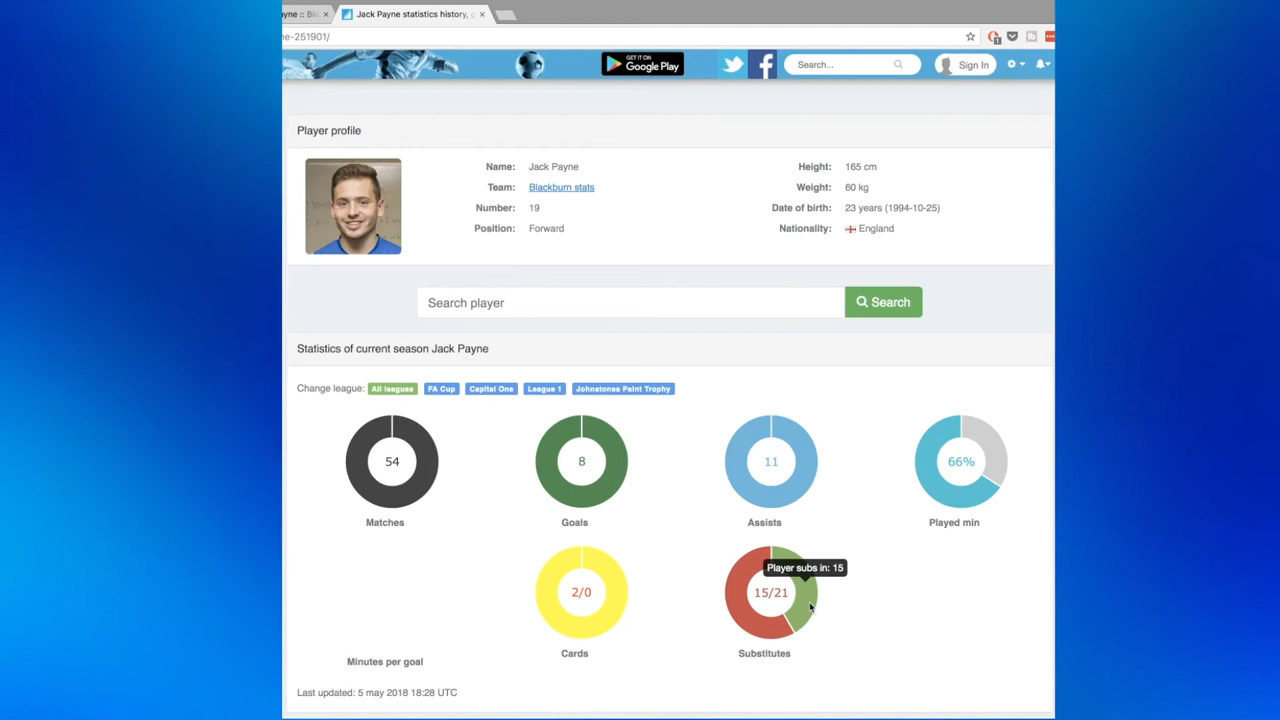 ayne :: Bla
Jack Payne statistics history, g
ne-251901/
1
GET IT ON
Google Play
Search...
Sign In
Player profile
Name: Jack Payne
Height: 165 cm
Team: Blackburn stats
Weight: 60 kg
Number: 19
Date of birth: 23 years (1994-10-25)
Position: Forward
Nationality: England
Search player
Search
Statistics of current season Jack Payne
Change league: All leagues FA Cup Capital One League 1 Johnstones Paint Trophy
54
8
11
66%
Matches
Goals
Assists
Played min
Player subs in: 15
2/0
15/21
Cards
Substitutes
Minutes per goal
Last updated: 5 may 2018 18:28 UTC